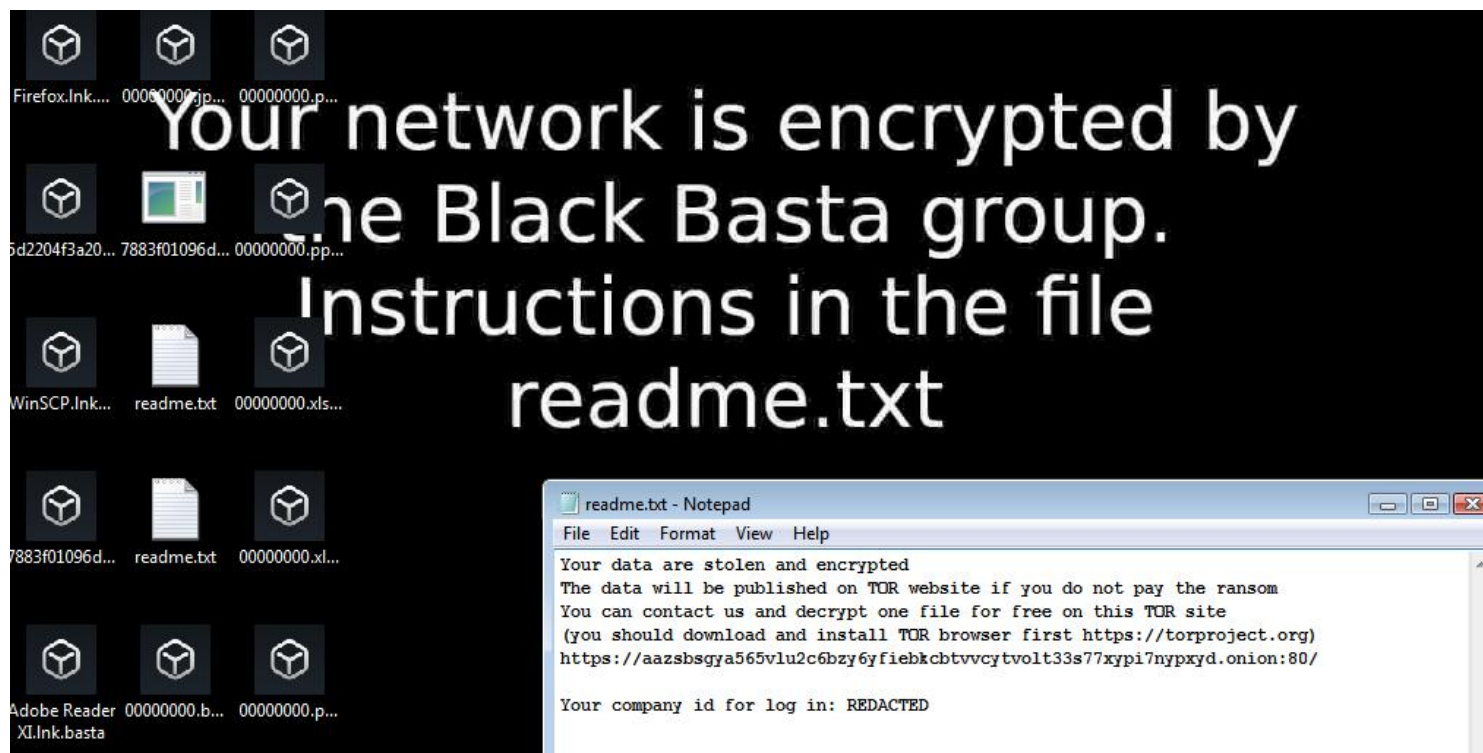 Firefox.lnk....
00000000.jp...
00000000.p...
Your network is encrypted by
the Black Basta group.
Instructions in the file
readme.txt
5d2204f3a20...
7883f01096d...
00000000.pp...
WinSCP.lnk...
readme.txt
00000000.xls...
7883f01096d...
readme.txt
00000000.xl...
Adobe Reader
XI.lnk.basta
00000000.b...
00000000.p...
readme.txt - Notepad
File Edit Format View Help
Your data are stolen and encrypted
The data will be published on TOR website if you do not pay the ransom
You can contact us and decrypt one file for free on this TOR site
(you should download and install TOR browser first https://torproject.org)
https://aazsbsgya565vlu2c6bzy6yfiebkcbtvvcytvolt33s77xypi7nypxyd.onion:80/
Your company id for log in: REDACTED